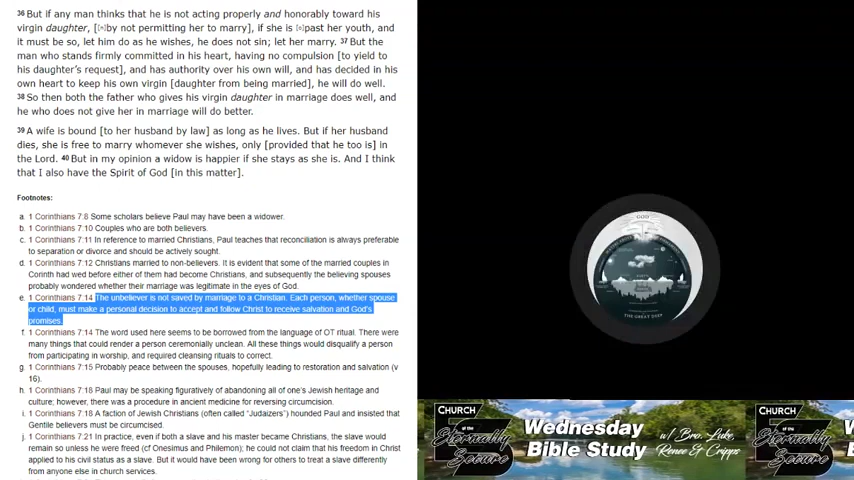 36 But if any man thinks that he is not acting properly and honorably toward his
virgin daughter, [[n]by not permitting her to marry], if she is [o]past her youth, and
it must be so, let him do as he wishes, he does not sin; let her marry. 37 But the
man who stands firmly committed in his heart, having no compulsion [to yield to
his daughter's request], and has authority over his own will, and has decided in his
own heart to keep his own virgin [daughter from being married], he will do well.
38 So then both the father who gives his virgin daughter in marriage does well, and
he who does not give her in marriage will do better.
39 A wife is bound [to her husband by law] as long as he lives. But if her husband
dies, she is free to marry whomever she wishes, only [provided that he too is] in
the Lord. 40 But in my opinion a widow is happier if she stays as she is. And I think
that I also have the Spirit of God [in this matter].
Footnotes:
a. 1 Corinthians 7:8 Some scholars believe Paul may have been a widower.
b. 1 Corinthians 7:10 Couples who are both believers.
c. 1 Corinthians 7:11 In reference to married Christians, Paul teaches that reconciliation is always preferable
to separation or divorce and should be actively sought.
d. 1 Corinthians 7:12 Christians married to non-believers. It is evident that some of the married couples in
Corinth had wed before either of them had become Christians, and subsequently the believing spouses
probably wondered whether their marriage was legitimate in the eyes of God.
e. 1 Corinthians 7:14 The unbeliever is not saved by marriage to a Christian. Each person, whether spouse
or child, must make a personal decision to accept and follow Christ to receive salvation and God's
promises.
f. 1 Corinthians 7:14 The word used here seems to be borrowed from the language of OT ritual. There were
many things that could render a person ceremonially unclean. All these things would disqualify a person
from participating in worship, and required cleansing rituals to correct.
g. 1 Corinthians 7:15 Probably peace between the spouses, hopefully leading to restoration and salvation (v
16).
h. 1 Corinthians 7:18 Paul may be speaking figuratively of abandoning all of one's Jewish heritage and
culture; however, there was a procedure in ancient medicine for reversing circumcision.
i. 1 Corinthians 7:18 A faction of Jewish Christians (often called "Judaizers") hounded Paul and insisted that
Gentile believers must be circumcised.
j. 1 Corinthians 7:21 In practice, even if both a slave and his master became Christians, the slave would
remain so unless he were freed (cf Onesimus and Philemon); he could not claim that his freedom in Christ
applied to his civil status as a slave. But it would have been wrong for others to treat a slave differently
from anyone else in church services.
GOD
THE GREAT DEEP
CHURCH
of the
Eternally
Secure
Wednesday
Bible Study
w/ Bro. Luke,
Renee & Cripps
CHURCH
of the
Eternally
Secure
We
Bi